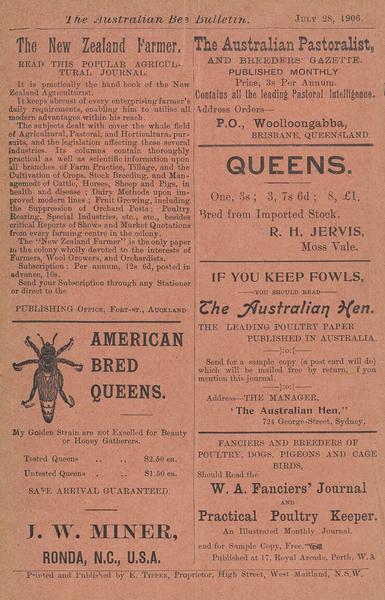 The Australian Bee Bulletin. JULY 28, 1906.
The New Zealand Farmer.
READ THIS POPULAR AGRICUL-
TURAL JOURNAL.
It is practically the hand book of the New
Zealand Agriculturist.
It keeps abreast of every enterprising farmer's
daily requirements, enabling him to utilise all
modern advantages within his reach.
The subjects dealt with cover the whole field
of Agricultural, Pastoral, and Horticultural pur-
suits, and the legislation affecting these several
industries. Its columns contain thoroughly
practical as well as scientific information upon
all branches of Farm Practice, Tillage, and the
Cultivation of Crops, Stock Breeding, and Man-
agement of Cattle, Horses, Sheep and Pigs, in
health and disease; Dairy Methods upon im-
proved modern lines; Fruit Growing, including
the Suppression of Orchard Pests; Poultry
Rearing, Special Industries, etc., etc., besides
critical Reports of Shows and Market Quotations
from every farming centre in the colony.
The "New Zealand Farmer" is the only paper
in the colony wholly devoted to the interests of
Farmers, Wool Growers, and Orchardists.
Subscription: Per annum, 12s 6d, posted in
advance, 10s.
Send your Subscription through any Stationer
or direct to the
PUBLISHING OFFICE, FORT-ST., AUCKLAND
AMERICAN
BRED
QUEENS.
My Golden Strain are not Excelled for Beauty
or Honey Gatherers.
Tested Queens .. .. $2.50 ea.
Untested Queens .. .. $1.50 ea.
SAFE ARRIVAL GUARANTEED.
J. W. MINER,
RONDA, N.C., U.S.A.
The Australian Pastoralist,
AND BREEDERS' GAZETTE.
PUBLISHED MONTHLY
Price, 3s Per Annum.
Contains all the leading Pastoral Intelligence.
Address Orders—
P.O., Woolloongabba,
BRISBANE, QUEENSLAND.
QUEENS.
One, 3s; 3, 7s 6d; 8, £1.
Bred from Imported Stock.
R. H. JERVIS,
Moss Vale.
IF YOU KEEP FOWLS,
—YOU SHOULD READ—
The Australian Hen.
THE LEADING POULTRY PAPER
PUBLISHED IN AUSTRALIA.
——):o:(——
Send for a sample copy (a post card will do)
which will be mailed free by return, if you
mention this journal.
——):o:(——
Address—THE MANAGER,
'The Australian Hen,"
724 George-Street, Sydney.
FANCIERS AND BREEDERS OF
POULTRY, DOGS, PIGEONS AND CAGE
BIRDS,
Should Read the
W. A. Fanciers' Journal
AND
Practical Poultry Keeper.
An Illustrated Monthly Journal.
end for Sample Copy, Free.
Published at 17, Royal Arcade, Perth, W.A
Printed and Published by E. TIPPER, Proprietor, High Street, West Maitland, N.S.W.